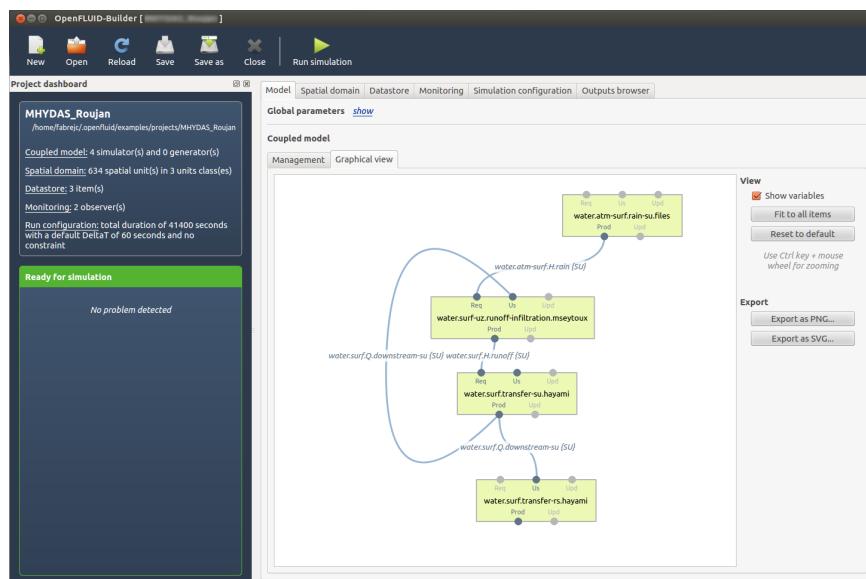 OpenFLUID-Builder [
]
New Open Reload Save Save as Close Run simulation
Project dashboard
MHYDAS_Roujan
/home/fabrejc/.openfluid/examples/projects/MHYDAS_Roujan
Coupled model: 4 simulator(s) and 0 generator(s)
Spatial domain: 634 spatial unit(s) in 3 units class(es)
Datastore: 3 item(s)
Monitoring: 2 observer(s)
Run configuration: total duration of 41400 seconds
with a default DeltaT of 60 seconds and no
constraint
Ready for simulation
No problem detected
Model Spatial domain Datastore Monitoring Simulation configuration Outputs browser
Global parameters show
Coupled model
Management Graphical view
Req Us Upd
water.atm-surf.rain-su.files
Prod Upd
water.atm-surf.H.rain (SU)
Req Us Upd
water.surf-uz.runoff-infiltration.mseytoux
Prod Upd
water.surf.Q.downstream-su (SU) water.surf.H.runoff (SU)
Req Us Upd
water.surf.transfer-su.hayami
Prod Upd
water.surf.Q.downstream-su (SU)
Req Us Upd
water.surf.transfer-rs.hayami
Prod Upd
View
Show variables
Fit to all items
Reset to default
Use Ctrl key + mouse
wheel for zooming
Export
Export as PNG...
Export as SVG...